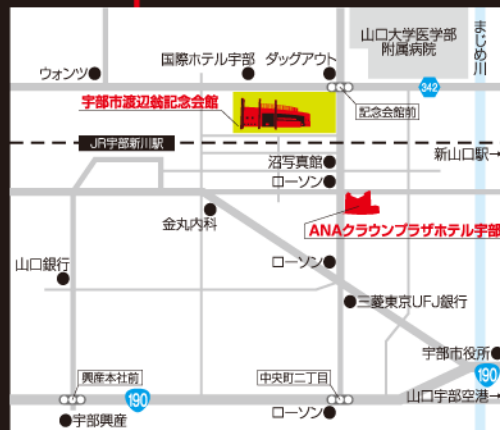 山口大学医学部
附属病院
まじめ川
国際ホテル宇部
ダックアウト
ウォンツ
342
宇部市渡辺翁記念会館
記念会館前
JR宇部新川駅
沼写真館
新山口駅→
ローソン
金丸内科
ANAクラウンプラザホテル宇部
山口銀行
ローソン
三菱東京UFJ銀行
宇部市役所
190
興産本社前
190
中央町二丁目
山口宇部空港→
宇部興産
ローソン